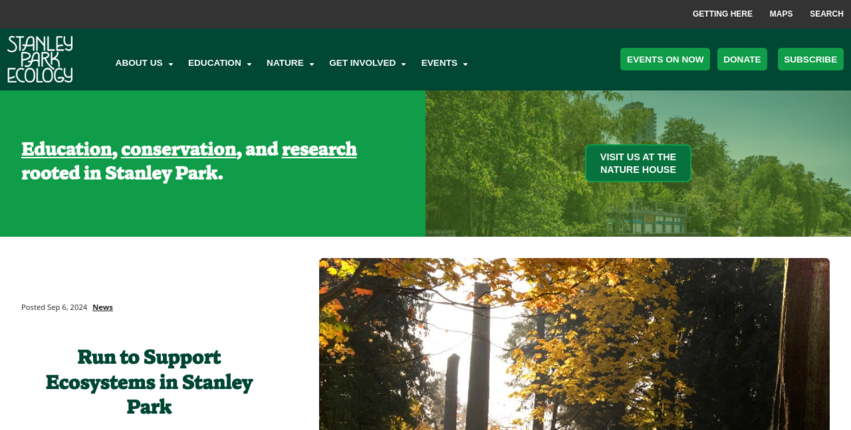 GETTING HERE MAPS SEARCH
STANLEY
PARK
ECOLOGY
ABOUT US EDUCATION NATURE GET INVOLVED EVENTS
EVENTS ON NOW DONATE SUBSCRIBE
Education, conservation, and research
rooted in Stanley Park.
VISIT US AT THE
NATURE HOUSE
Posted Sep 6, 2024 News
Run to Support
Ecosystems in Stanley
Park